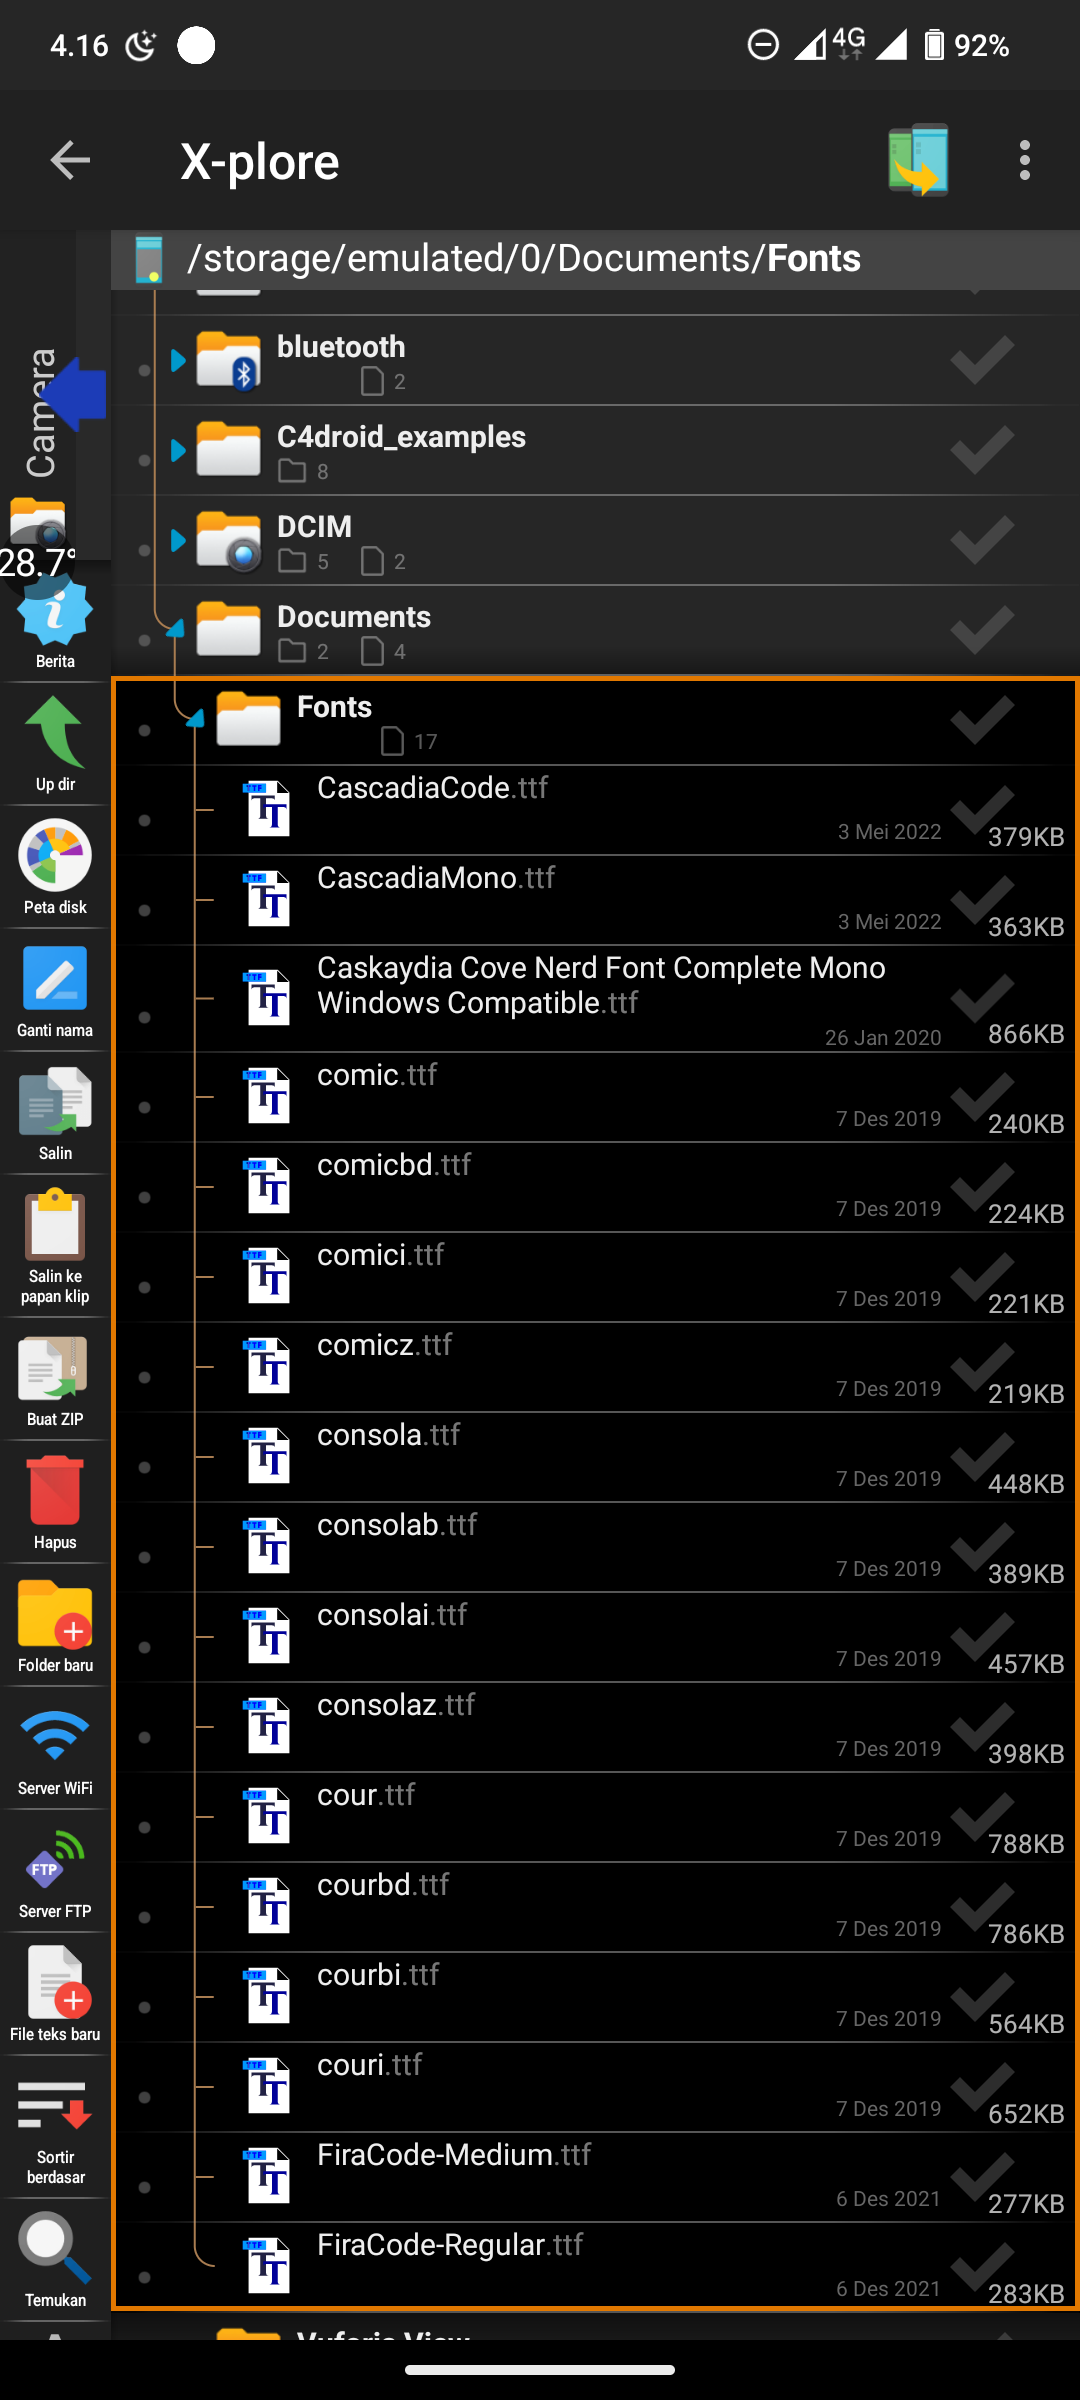 4.16
4G
92%
X-plore
/storage/emulated/0/Documents/Fonts
Camera
28.7°
bluetooth
2
C4droid_examples
8
DCIM
5 2
Documents
2 4
Fonts
17
CascadiaCode.ttf
3 Mei 2022 379KB
CascadiaMono.ttf
3 Mei 2022 363KB
Caskaydia Cove Nerd Font Complete Mono
Windows Compatible.ttf
26 Jan 2020 866KB
comic.ttf
7 Des 2019 240KB
comicbd.ttf
7 Des 2019 224KB
comici.ttf
7 Des 2019 221KB
comicz.ttf
7 Des 2019 219KB
consola.ttf
7 Des 2019 448KB
consolab.ttf
7 Des 2019 389KB
consolai.ttf
7 Des 2019 457KB
consolaz.ttf
7 Des 2019 398KB
cour.ttf
7 Des 2019 788KB
courbd.ttf
7 Des 2019 786KB
courbi.ttf
7 Des 2019 564KB
couri.ttf
7 Des 2019 652KB
FiraCode-Medium.ttf
6 Des 2021 277KB
FiraCode-Regular.ttf
6 Des 2021 283KB
Berita
Up dir
Peta disk
Ganti nama
Salin
Salin ke
papan klip
Buat ZIP
Hapus
Folder baru
Server WiFi
FTP
Server FTP
File teks baru
Sortir
berdasar
Temukan